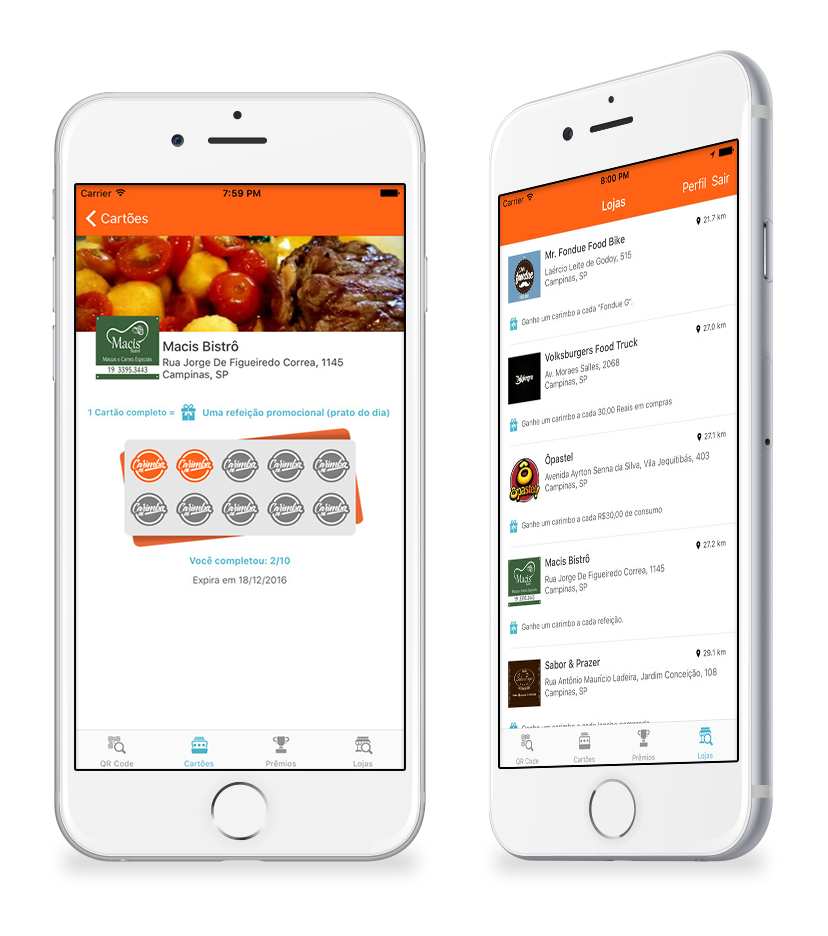 Carrier 7:59 PM
Cartões
Macis
Bistrô
Massas e Carnes Especiais
19 3395.3443
Macis Bistrô
Rua Jorge De Figueiredo Correa, 1145
Campinas, SP
1 Cartão completo = Uma refeição promocional (prato do dia)
Carimba Carimba Carimba Carimba Carimba
Carimba Carimba Carimba Carimba Carimba
Você completou: 2/10
Expira em 18/12/2016
QR Code Cartões Prêmios Lojas
Carrier 8:00 PM
Lojas Perfil Sair
21.7 km
Mr. Fondue Food Bike
Laércio Leite de Godoy, 515
Campinas, SP
Ganhe um carimbo a cada "Fondue G".
27.0 km
Volksburgers Food Truck
Av. Moraes Salles, 2068
Campinas, SP
Ganhe um carimbo a cada 30,00 Reais em compras
27.1 km
Ôpastel
Ôpastel
Avenida Ayrton Senna da Silva, Vila Jequitibás, 403
Campinas, SP
Ganhe um carimbo a cada R$30,00 de consumo
27.2 km
Macis
19 3395.3443
Macis Bistrô
Rua Jorge De Figueiredo Correa, 1145
Campinas, SP
Ganhe um carimbo a cada refeição.
29.1 km
Sabor & Prazer
Rua Antônio Maurício Ladeira, Jardim Conceição, 108
Campinas, SP
QR Code Cartões Prêmios Lojas